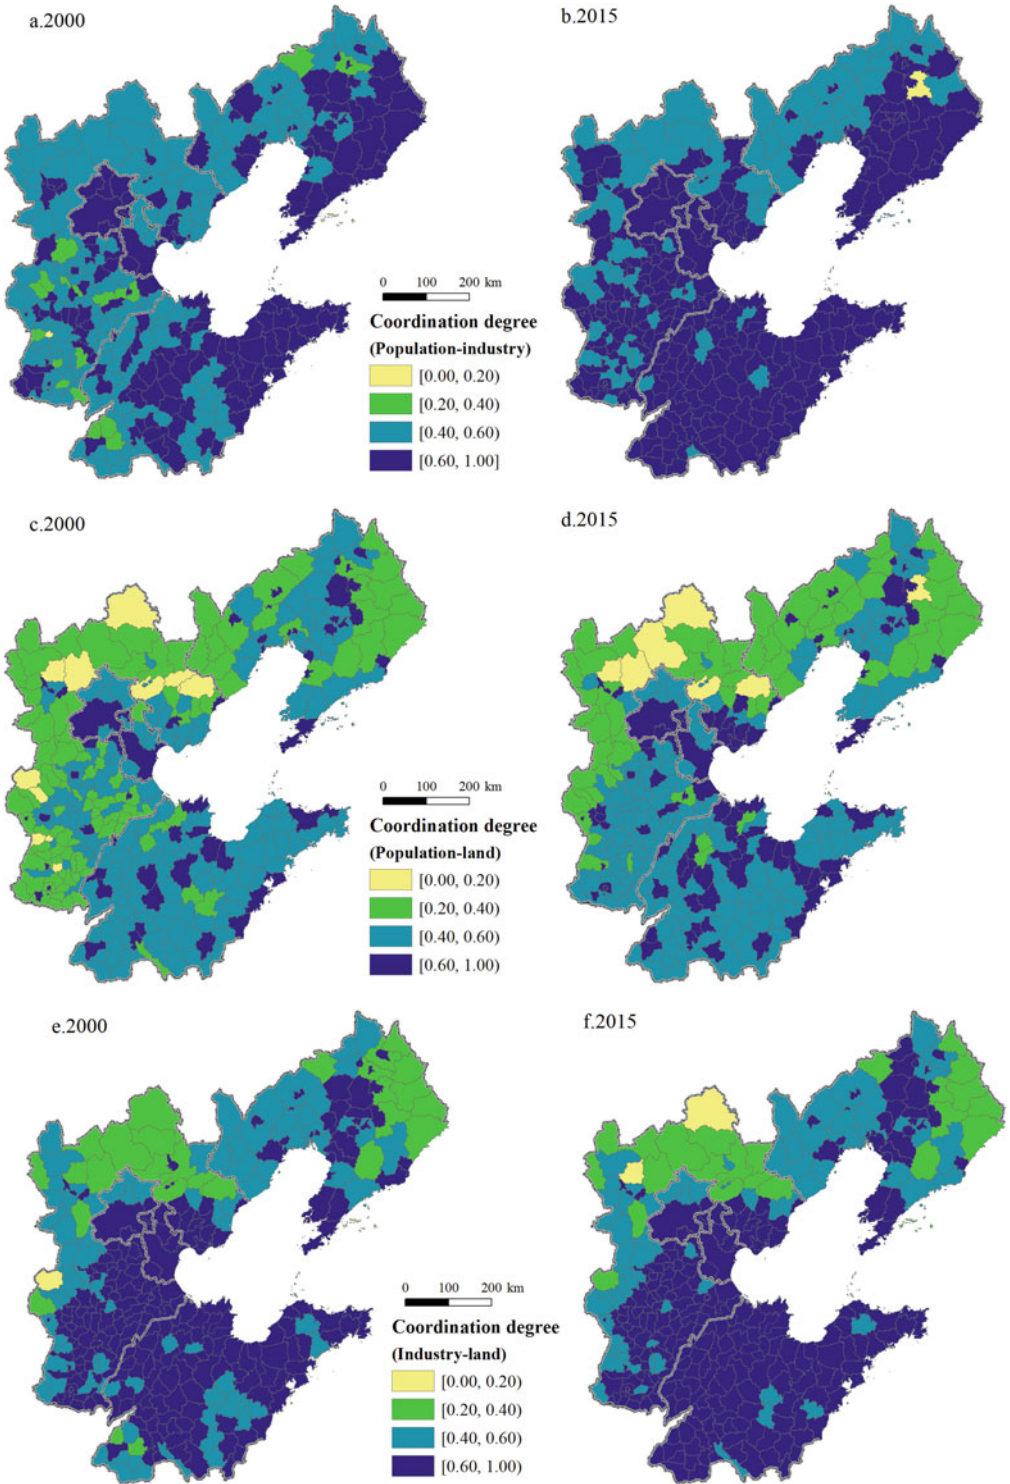 a.2000
b.2015
0 100 200 km
Coordination degree
(Population-industry)
[0.00, 0.20)
[0.20, 0.40)
[0.40, 0.60)
[0.60, 1.00]
c.2000
d.2015
0 100 200 km
Coordination degree
(Population-land)
[0.00, 0.20)
[0.20, 0.40)
[0.40, 0.60)
[0.60, 1.00)
e.2000
f.2015
0 100 200 km
Coordination degree
(Industry-land)
[0.00, 0.20)
[0.20, 0.40)
[0.40, 0.60)
[0.60, 1.00)